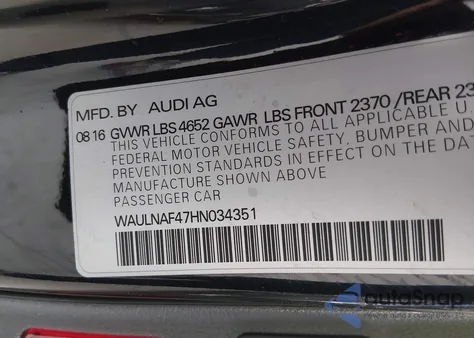 MFD. BY AUDI AG
08 16 GVWR LBS 4652 GAWR LBS FRONT 2370 /REAR
THIS VEHICLE CONFORMS TO ALL APPLICABLE
FEDERAL MOTOR VEHICLE SAFETY, BUMPER AND
THEFT PREVENTION STANDARDS IN EFFECT ON THE
MANUFACTURE SHOWN ABOVE
PASSENGER CAR
WAULNAF47HN034351
autoSnap